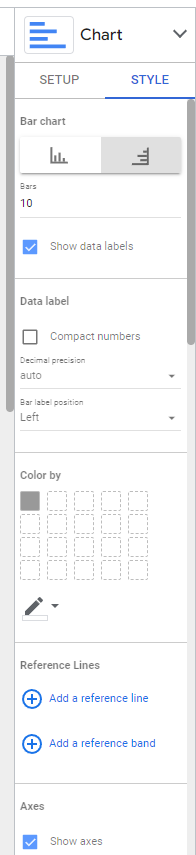 Chart
SETUP STYLE
Bar chart
Bars
10
Show data labels
Data label
Compact numbers
Decimal precision
auto
Bar label position
Left
Color by
Reference Lines
Add a reference line
Add a reference band
Axes
Show axes